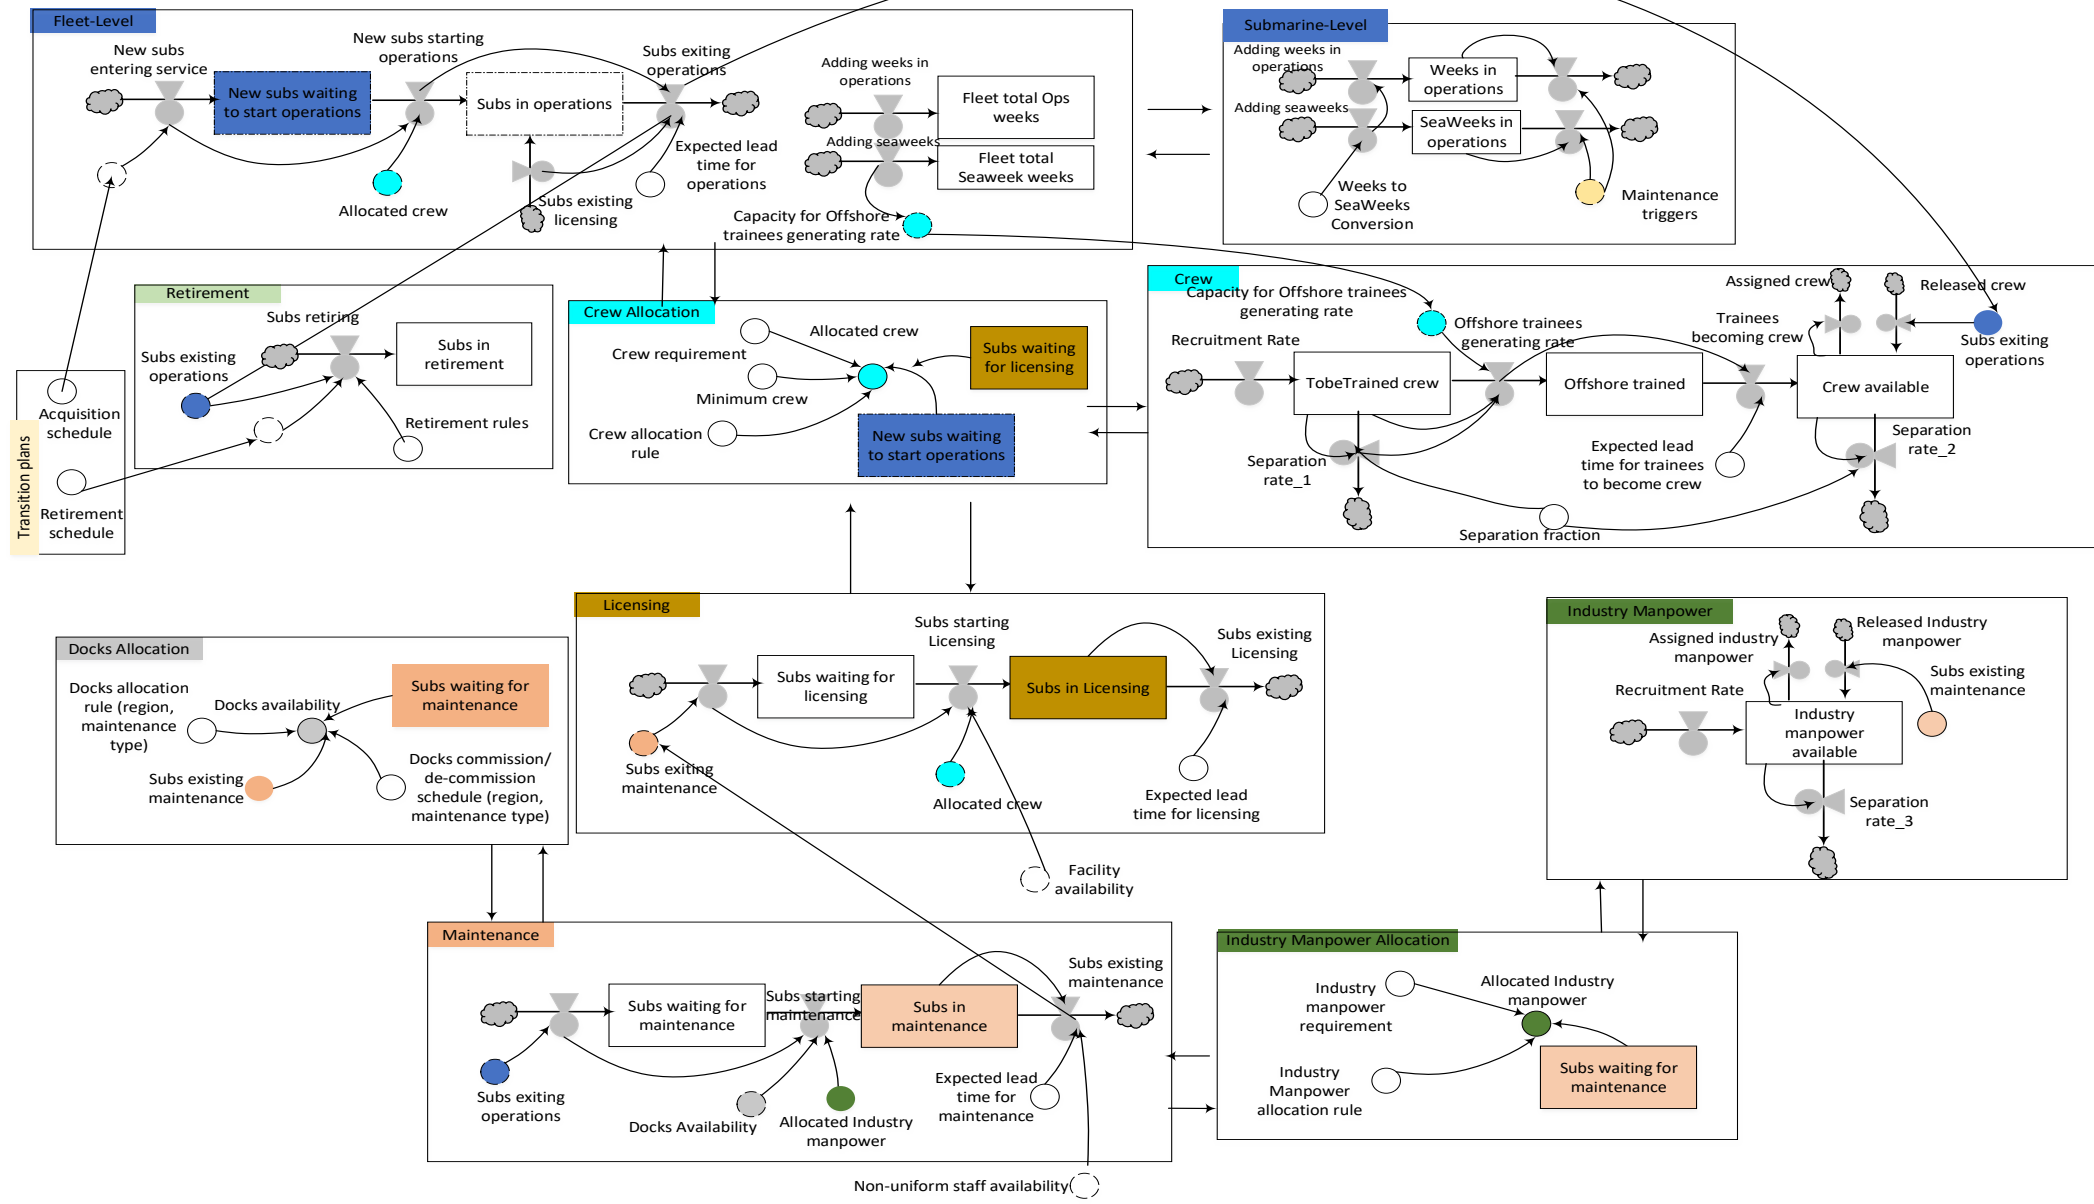 Fleet-Level
New subs
entering service
New subs starting
operations
Subs exiting
operations
New subs waiting
to start operations
Subs in operations
Allocated crew
Subs existing
licensing
Expected lead
time for
operations
Adding weeks in
operations
Fleet total Ops
weeks
Adding seaweeks
Fleet total
Seaweek weeks
Capacity for Offshore
trainees generating rate
Submarine-Level
Adding weeks in
operations
Weeks in
operations
Adding seaweeks
SeaWeeks in
operations
Weeks to
SeaWeeks
Conversion
Maintenance
triggers
Retirement
Subs retiring
Subs existing
operations
Subs in
retirement
Retirement rules
Transition plans
Acquisition
schedule
Retirement
schedule
Crew Allocation
Allocated crew
Crew requirement
Minimum crew
Crew allocation
rule
Subs waiting
for licensing
New subs waiting
to start operations
Crew
Capacity for Offshore trainees
generating rate
Recruitment Rate
TobeTrained crew
Offshore trainees
generating rate
Offshore trained
Trainees
becoming crew
Assigned crew
Released crew
Subs exiting
operations
Crew available
Separation
rate_1
Expected lead
time for trainees
to become crew
Separation
rate_2
Separation fraction
Licensing
Subs waiting for
licensing
Subs starting
Licensing
Subs in Licensing
Subs existing
Licensing
Subs exiting
maintenance
Allocated crew
Expected lead
time for licensing
Facility
availability
Docks Allocation
Docks allocation
rule (region,
maintenance
type)
Docks availability
Subs waiting for
maintenance
Subs existing
maintenance
Docks commission/
de-commission
schedule (region,
maintenance type)
Industry Manpower
Assigned industry
manpower
Released Industry
manpower
Recruitment Rate
Subs existing
maintenance
Industry
manpower
available
Separation
rate_3
Maintenance
Subs waiting for
maintenance
Subs starting
maintenance
Subs in
maintenance
Subs existing
maintenance
Subs exiting
operations
Docks Availability
Allocated Industry
manpower
Expected lead
time for
maintenance
Non-uniform staff availability
Industry Manpower Allocation
Industry
manpower
requirement
Allocated Industry
manpower
Industry
Manpower
allocation rule
Subs waiting for
maintenance